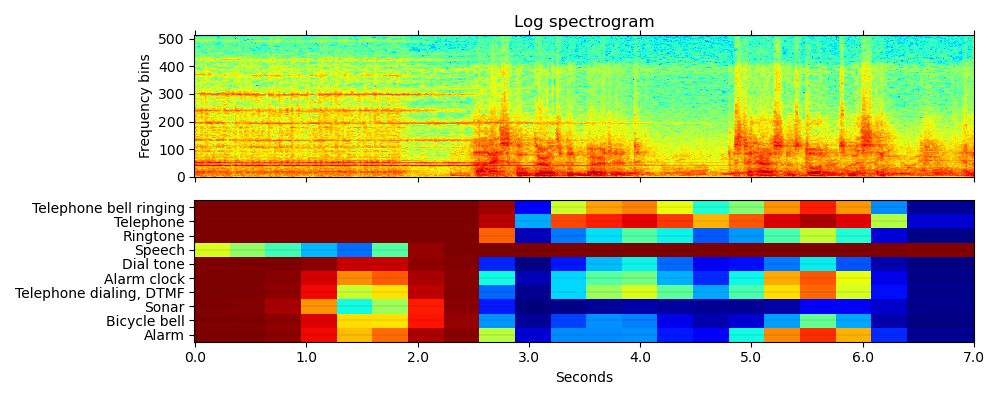 Log spectrogram
500
400
300
200
100
0
Frequency bins
Telephone bell ringing
Telephone
Ringtone
Speech
Dial tone
Alarm clock
Telephone dialing, DTMF
Sonar
Bicycle bell
Alarm
0.0 1.0 2.0 3.0 4.0 5.0 6.0 7.0
Seconds